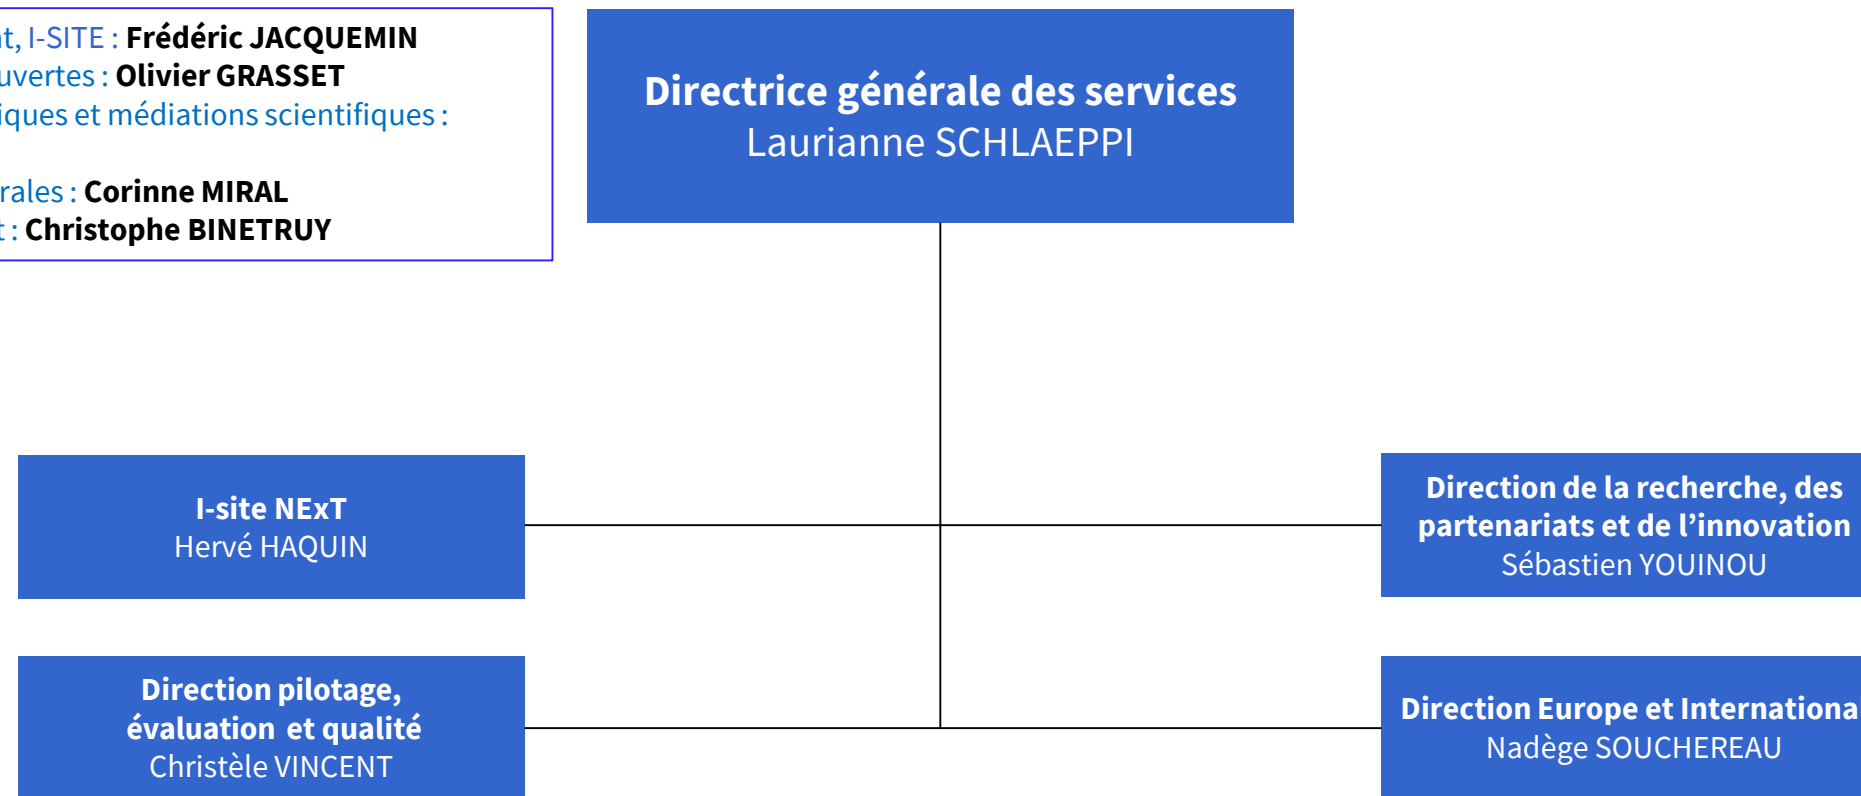 t, I-SITE : Frédéric JACQUEMIN
uvertes : Olivier GRASSET
iques et médiations scientifiques :
rales : Corinne MIRAL
t : Christophe BINETRUY
Directrice générale des services
Laurianne SCHLAEPPI
I-site NExT
Hervé HAQUIN
Direction de la recherche, des
partenariats et de l’innovation
Sébastien YOUINOU
Direction pilotage,
évaluation et qualité
Christèle VINCENT
Direction Europe et Internationa
Nadège SOUCHEREAU